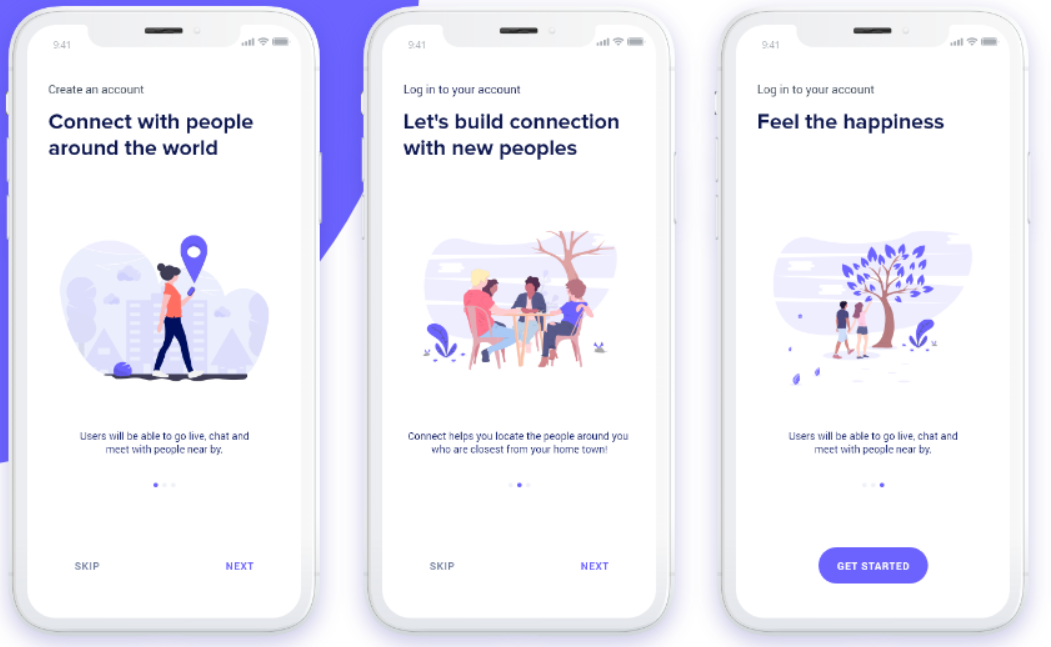 9:41
Create an account
Connect with people
around the world
Users will be able to go live, chat and
meet with people near by.
SKIP
NEXT
9:41
Log in to your account
Let's build connection
with new peoples
Connect helps you locate the people around you
who are closest from your home town!
SKIP
NEXT
9:41
Log in to your account
Feel the happiness
Users will be able to go live, chat and
meet with people near by.
GET STARTED